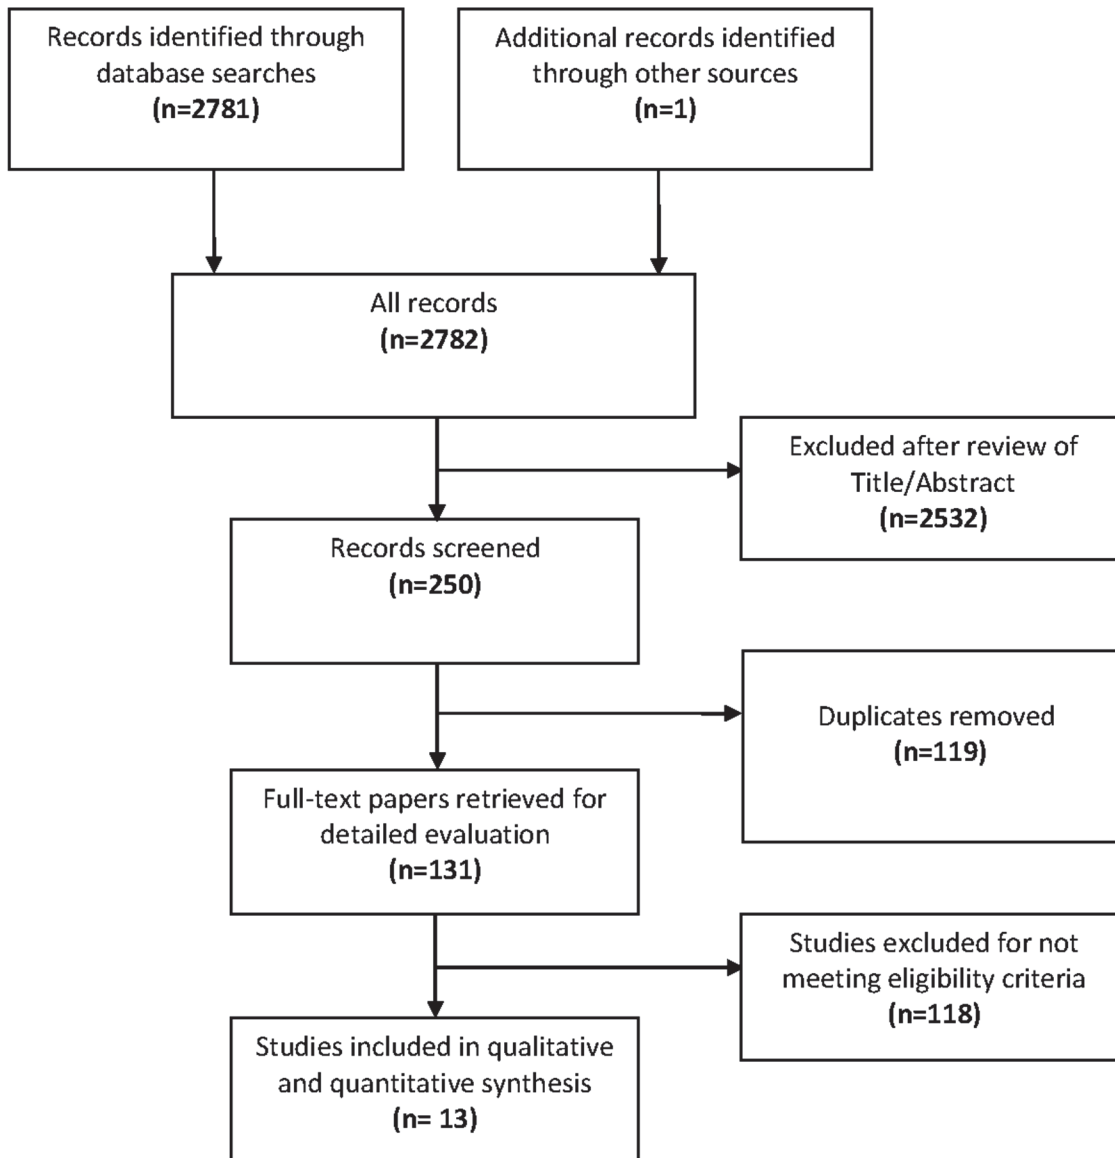 Records identified through
database searches
(n=2781)
Additional records identified
through other sources
(n=1)
All records
(n=2782)
Excluded after review of
Title/Abstract
(n=2532)
Records screened
(n=250)
Duplicates removed
(n=119)
Full-text papers retrieved for
detailed evaluation
(n=131)
Studies excluded for not
meeting eligibility criteria
(n=118)
Studies included in qualitative
and quantitative synthesis
(n= 13)